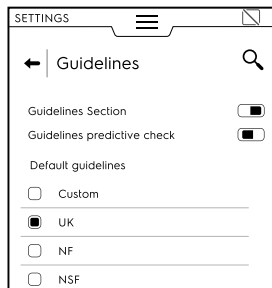 SETTINGS
Guidelines
Guidelines Section
Guidelines predictive check
Default guidelines
Custom
UK
NF
NSF